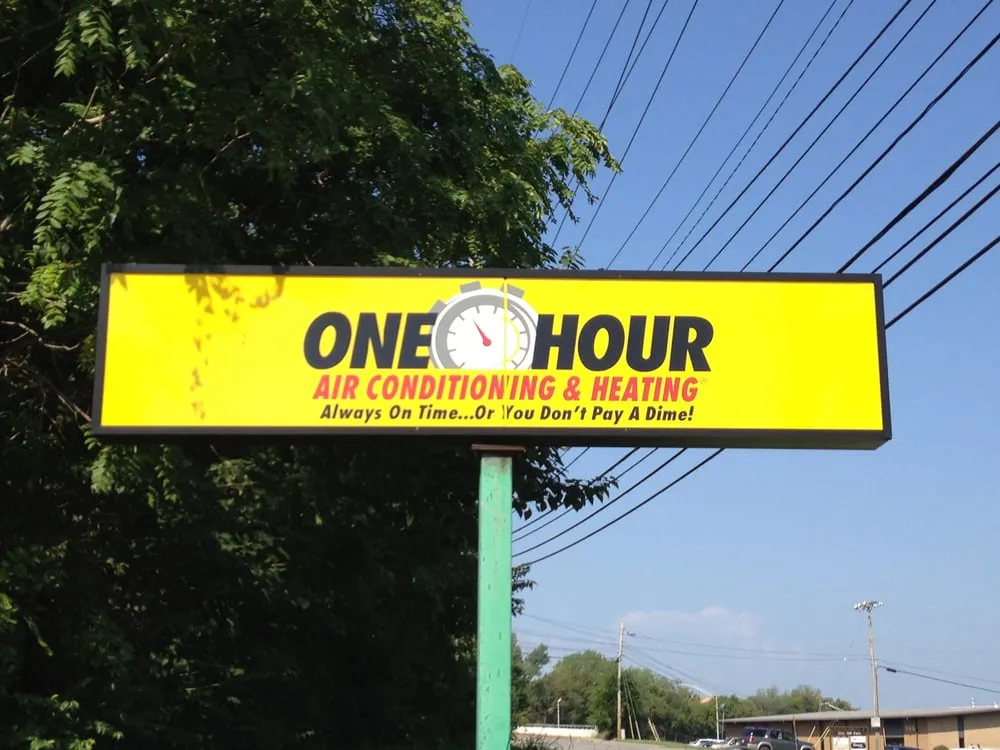 ONE HOUR
AIR CONDITIONING & HEATING
Always On Time...Or You Don't Pay A Dime!